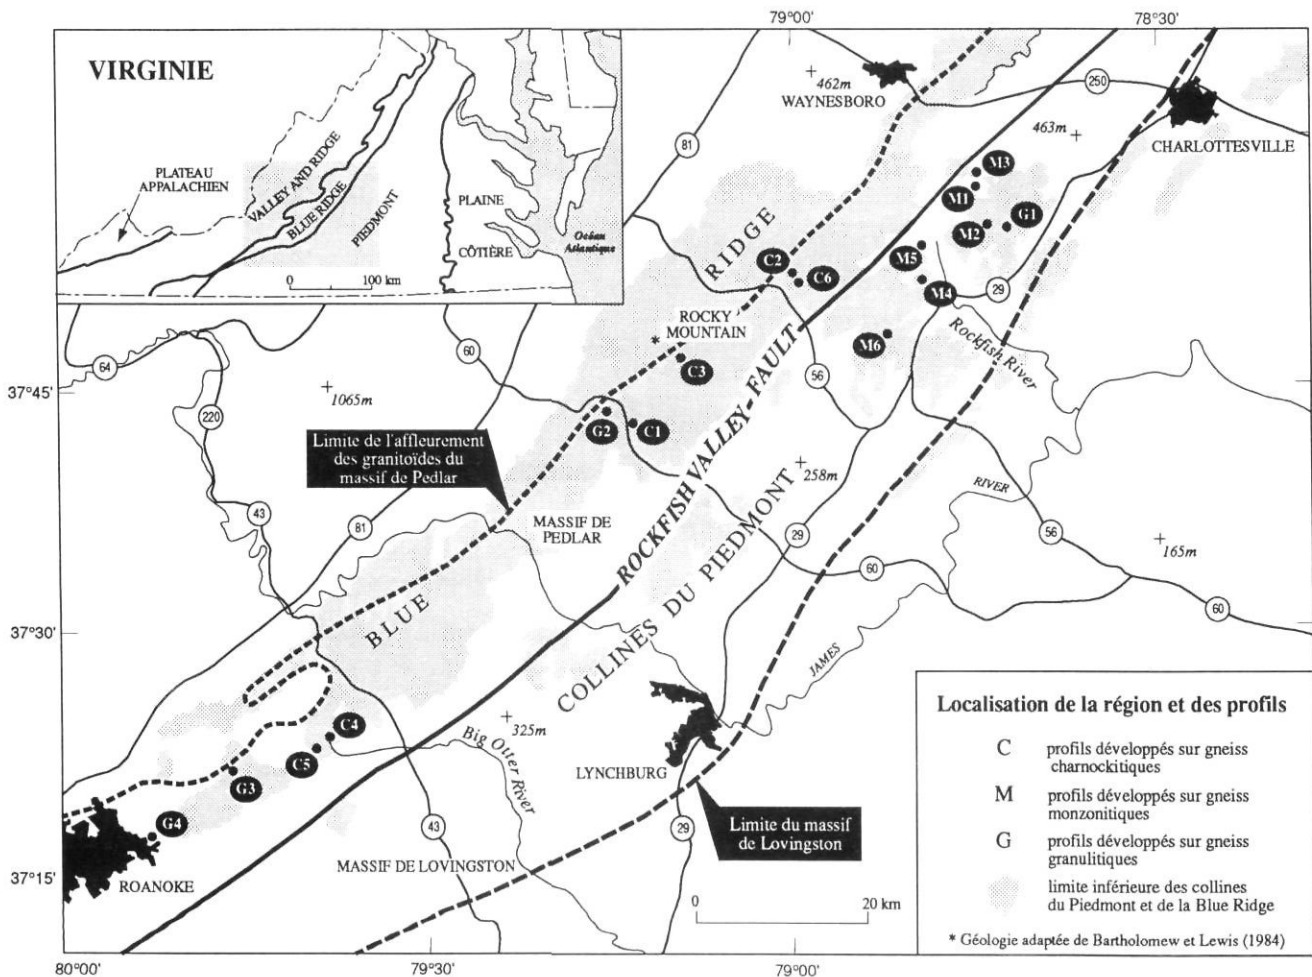 79°00'
78°30'
VIRGINIE
PLATEAU
APPALACHIEN
VALLEY AND RIDGE
BLUE RIDGE
PIEDMONT
PLAINE
CÔTIÈRE
Océan
Atlantique
0
100 km
462m
WAYNESBORO
250
463m
CHARLOTTESVILLE
81
M3
M1
G1
M2
M5
M4
29
RIDGE
C2
C6
ROCKY
MOUNTAIN
*
C3
Rockfish River
M6
56
64
60
37°45'
220
1065m
G2
C1
Limite de l'affleurement
des granitoïdes du
massif de Pedlar
ROCKFISH VALLEY FAULT
258m
RIVER
43
81
MASSIF DE
PEDLAR
COLLINES DU PIEDMONT
29
56
165m
60
60
BLUE
37°30'
JAMES
C4
C5
G3
G4
325m
Big Otter River
LYNCHBURG
Limite du massif
de Lovingston
43
29
MASSIF DE LOVINGSTON
37°15'
ROANOKE
0
20 km
Localisation de la région et des profils
C profils développés sur gneiss
charnockitiques
M profils développés sur gneiss
monzonitiques
G profils développés sur gneiss
granulitiques
limite inférieure des collines
du Piedmont et de la Blue Ridge
* Géologie adaptée de Bartholomew et Lewis (1984)
80°00'
79°30'
79°00'